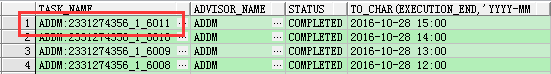 TASK_NAME ADVISOR_NAME STATUS TO_CHAR(EXECUTION_END,'YYYY-MM
1 ADDM:2331274356_1_6011 ... ADDM ... COMPLETED 2016-10-28 15:00
2 ADDM:2331274356_1_6010 ... ADDM ... COMPLETED 2016-10-28 14:00
3 ADDM:2331274356_1_6009 ... ADDM ... COMPLETED 2016-10-28 13:00
4 ADDM:2331274356_1_6008 ... ADDM ... COMPLETED 2016-10-28 12:00